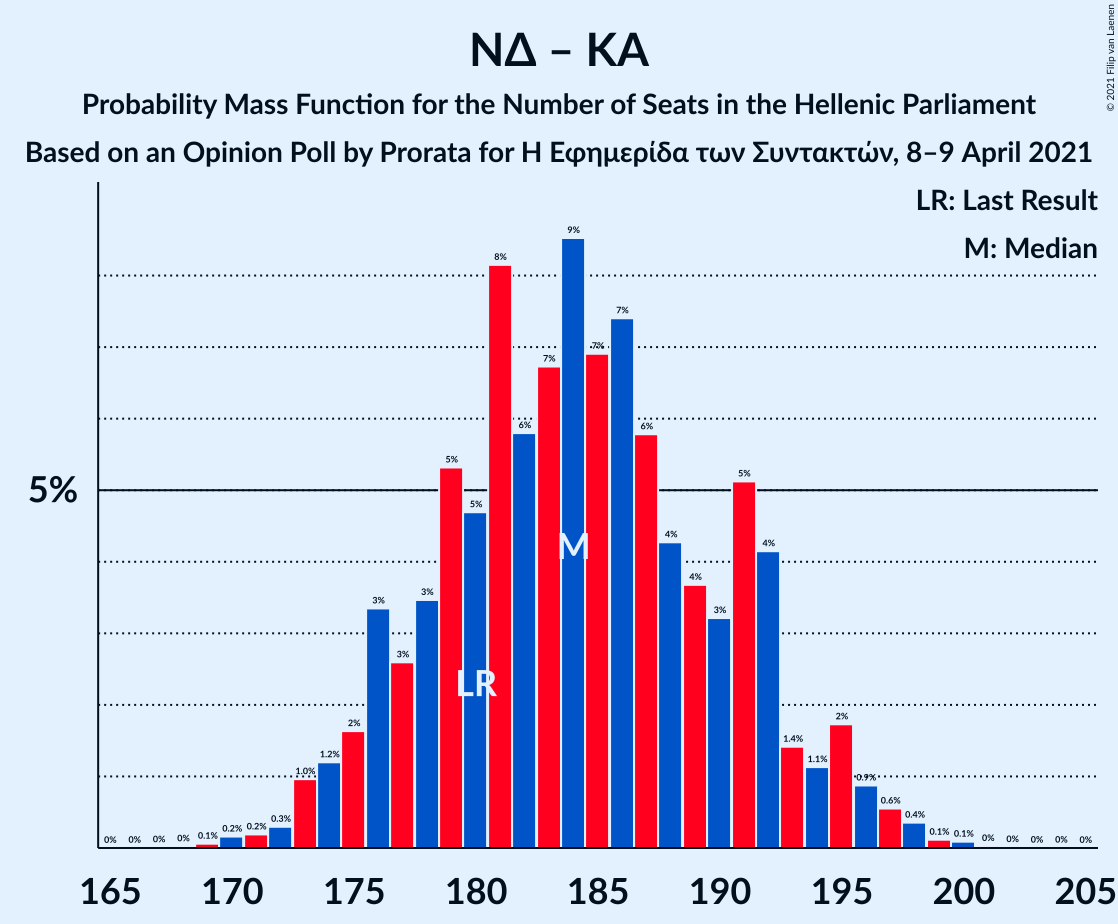 © 2021 Filip van Laenen
ΝΔ – ΚΑ
Probability Mass Function for the Number of Seats in the Hellenic Parliament
Based on an Opinion Poll by Prorata for Η Εφημερίδα των Συντακτών, 8–9 April 2021
LR: Last Result
M: Median
5%
0% 0% 0% 0% 0.1% 0.2% 0.2% 0.3% 1.0% 1.2% 2% 3% 3% 3% 5% 5% 8% 6% 7% 9% 7% 7% 6% 4% 4% 3% 5% 4% 1.4% 1.1% 2% 0.9% 0.6% 0.4% 0.1% 0.1% 0% 0% 0% 0% 0%
M
LR
165 170 175 180 185 190 195 200 205